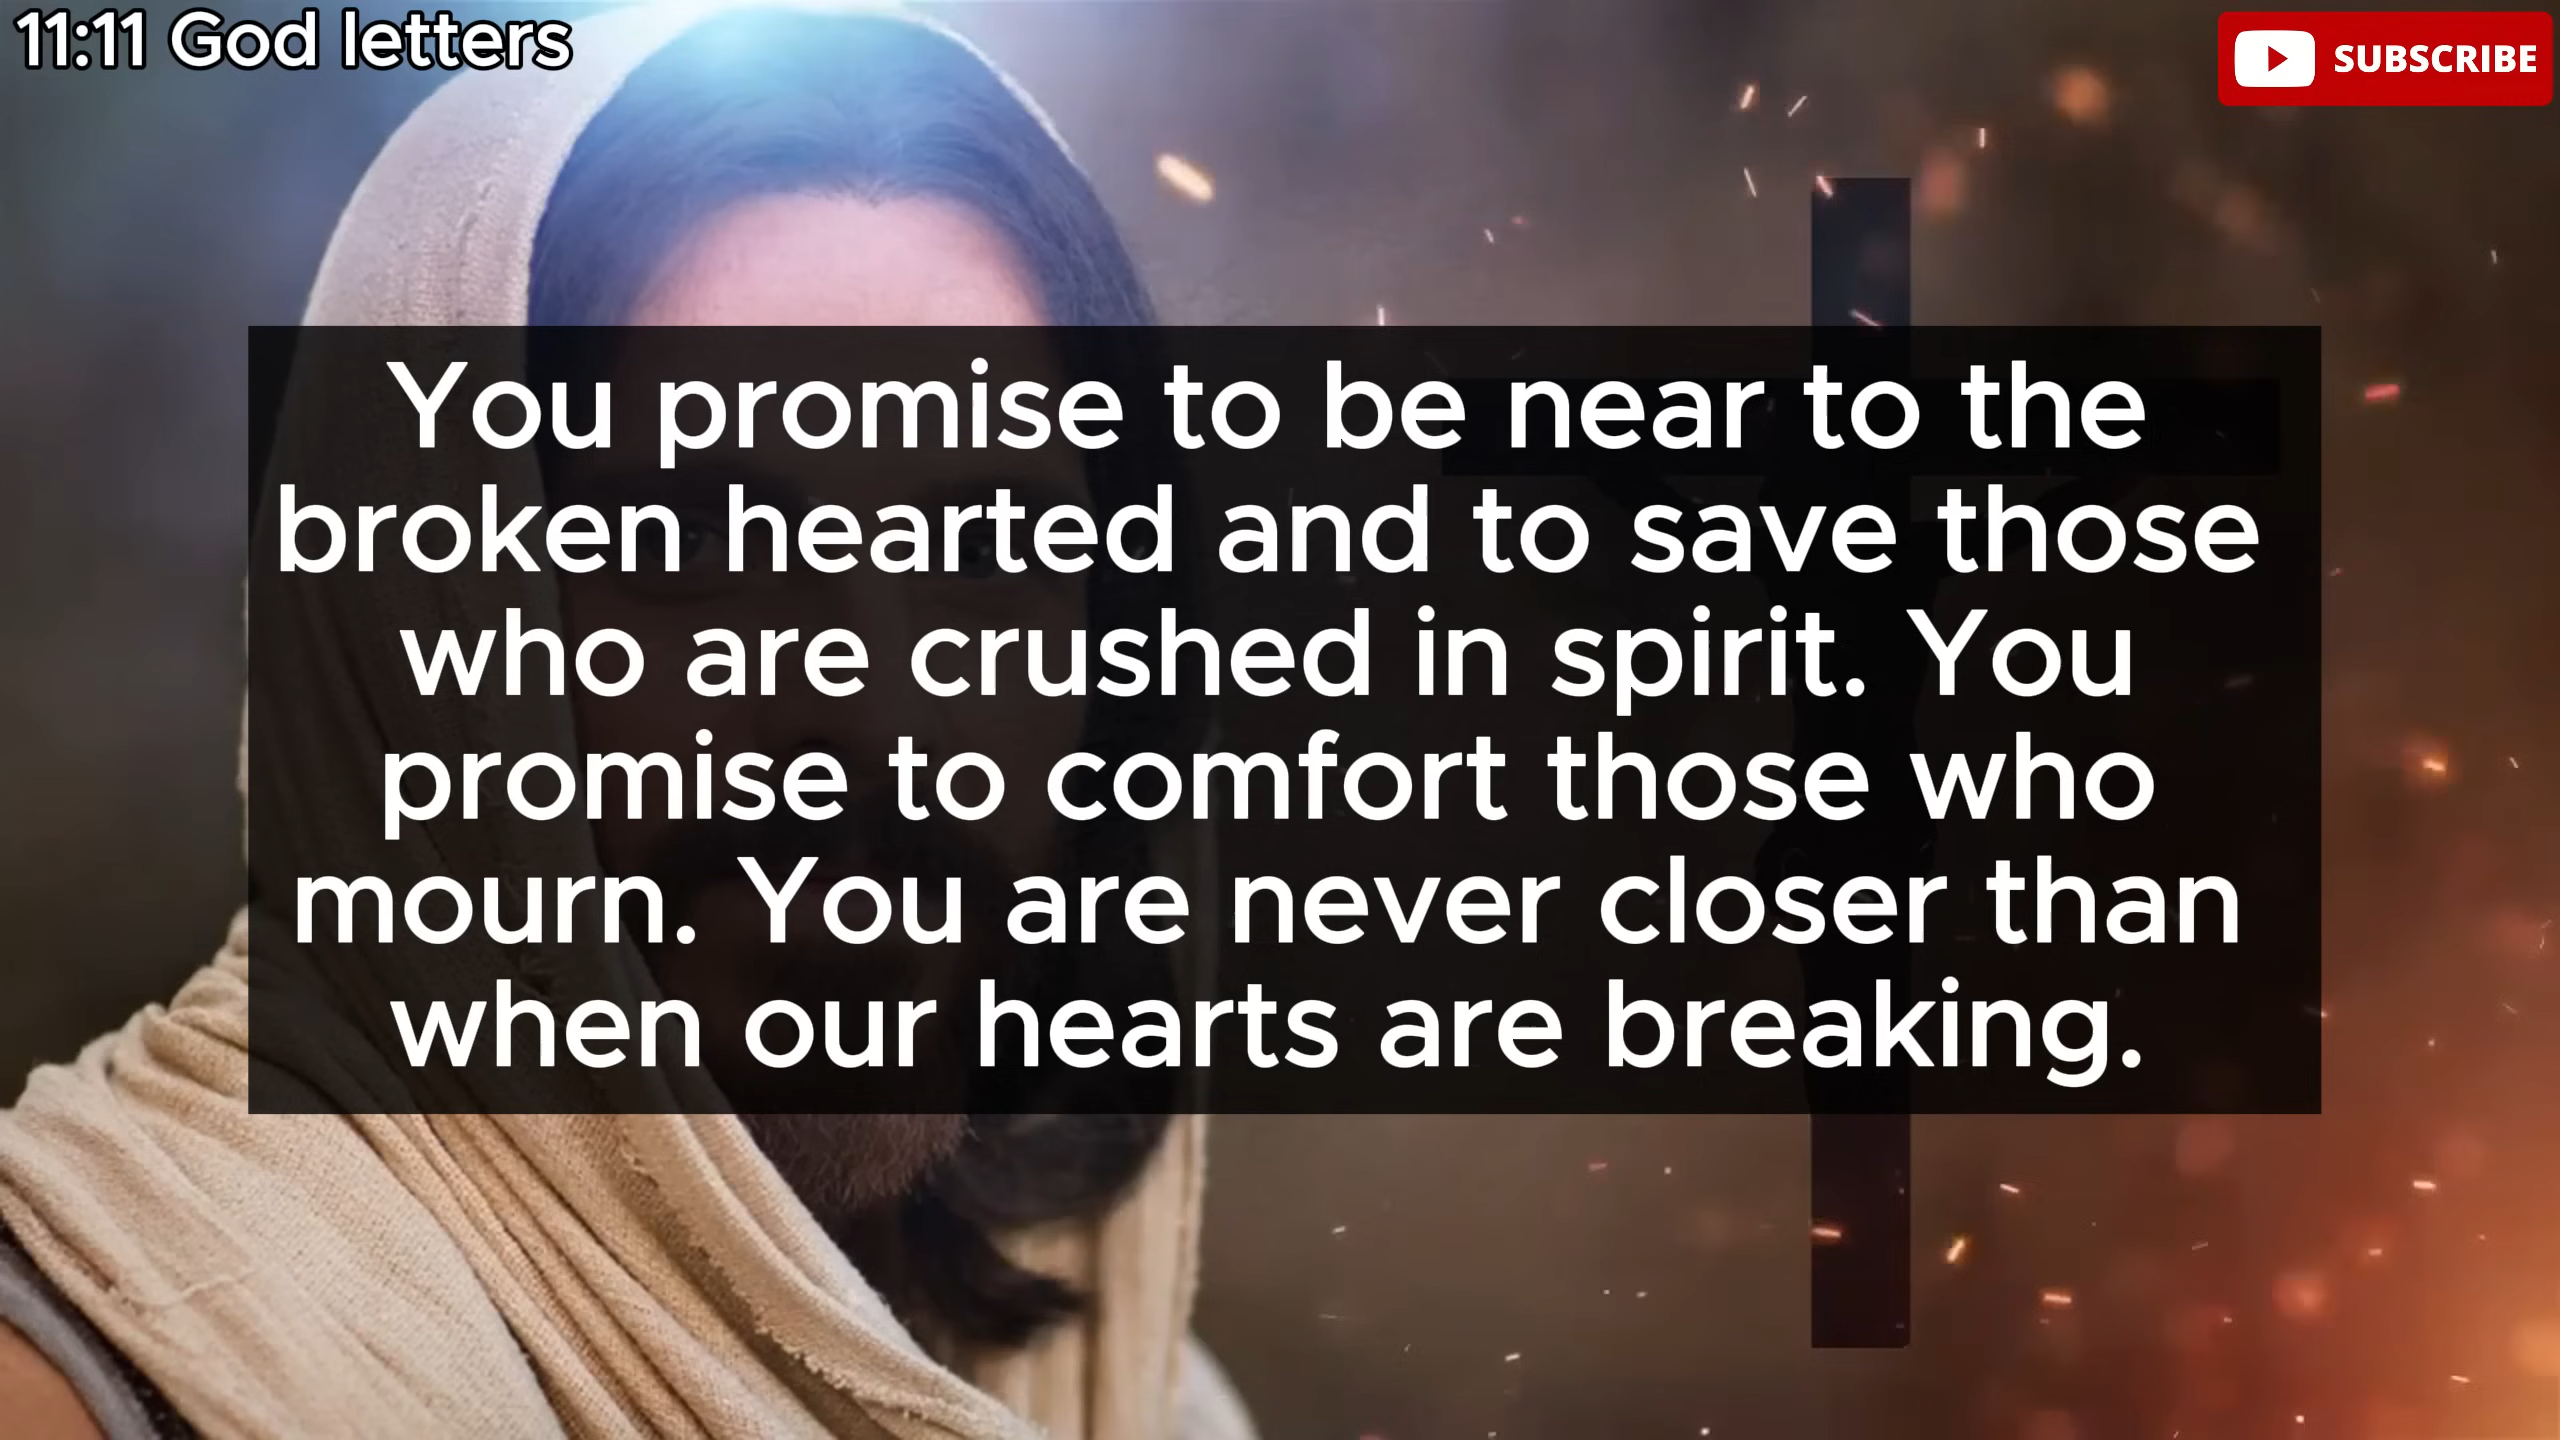 11:11 God letters
SUBSCRIBE
You promise to be near to the
broken hearted and to save those
who are crushed in spirit. You
promise to comfort those who
mourn. You are never closer than
when our hearts are breaking.